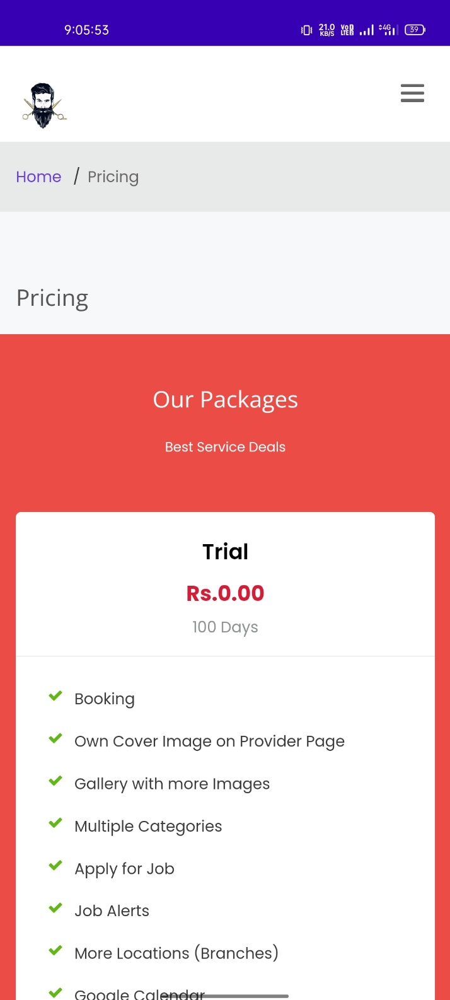 9:05:53
21.0 KB/S
VoD LTE 2
4G
39
Home / Pricing
Pricing
Our Packages
Best Service Deals
Trial
Rs.0.00
100 Days
Booking
Own Cover Image on Provider Page
Gallery with more Images
Multiple Categories
Apply for Job
Job Alerts
More Locations (Branches)
Google Calendar